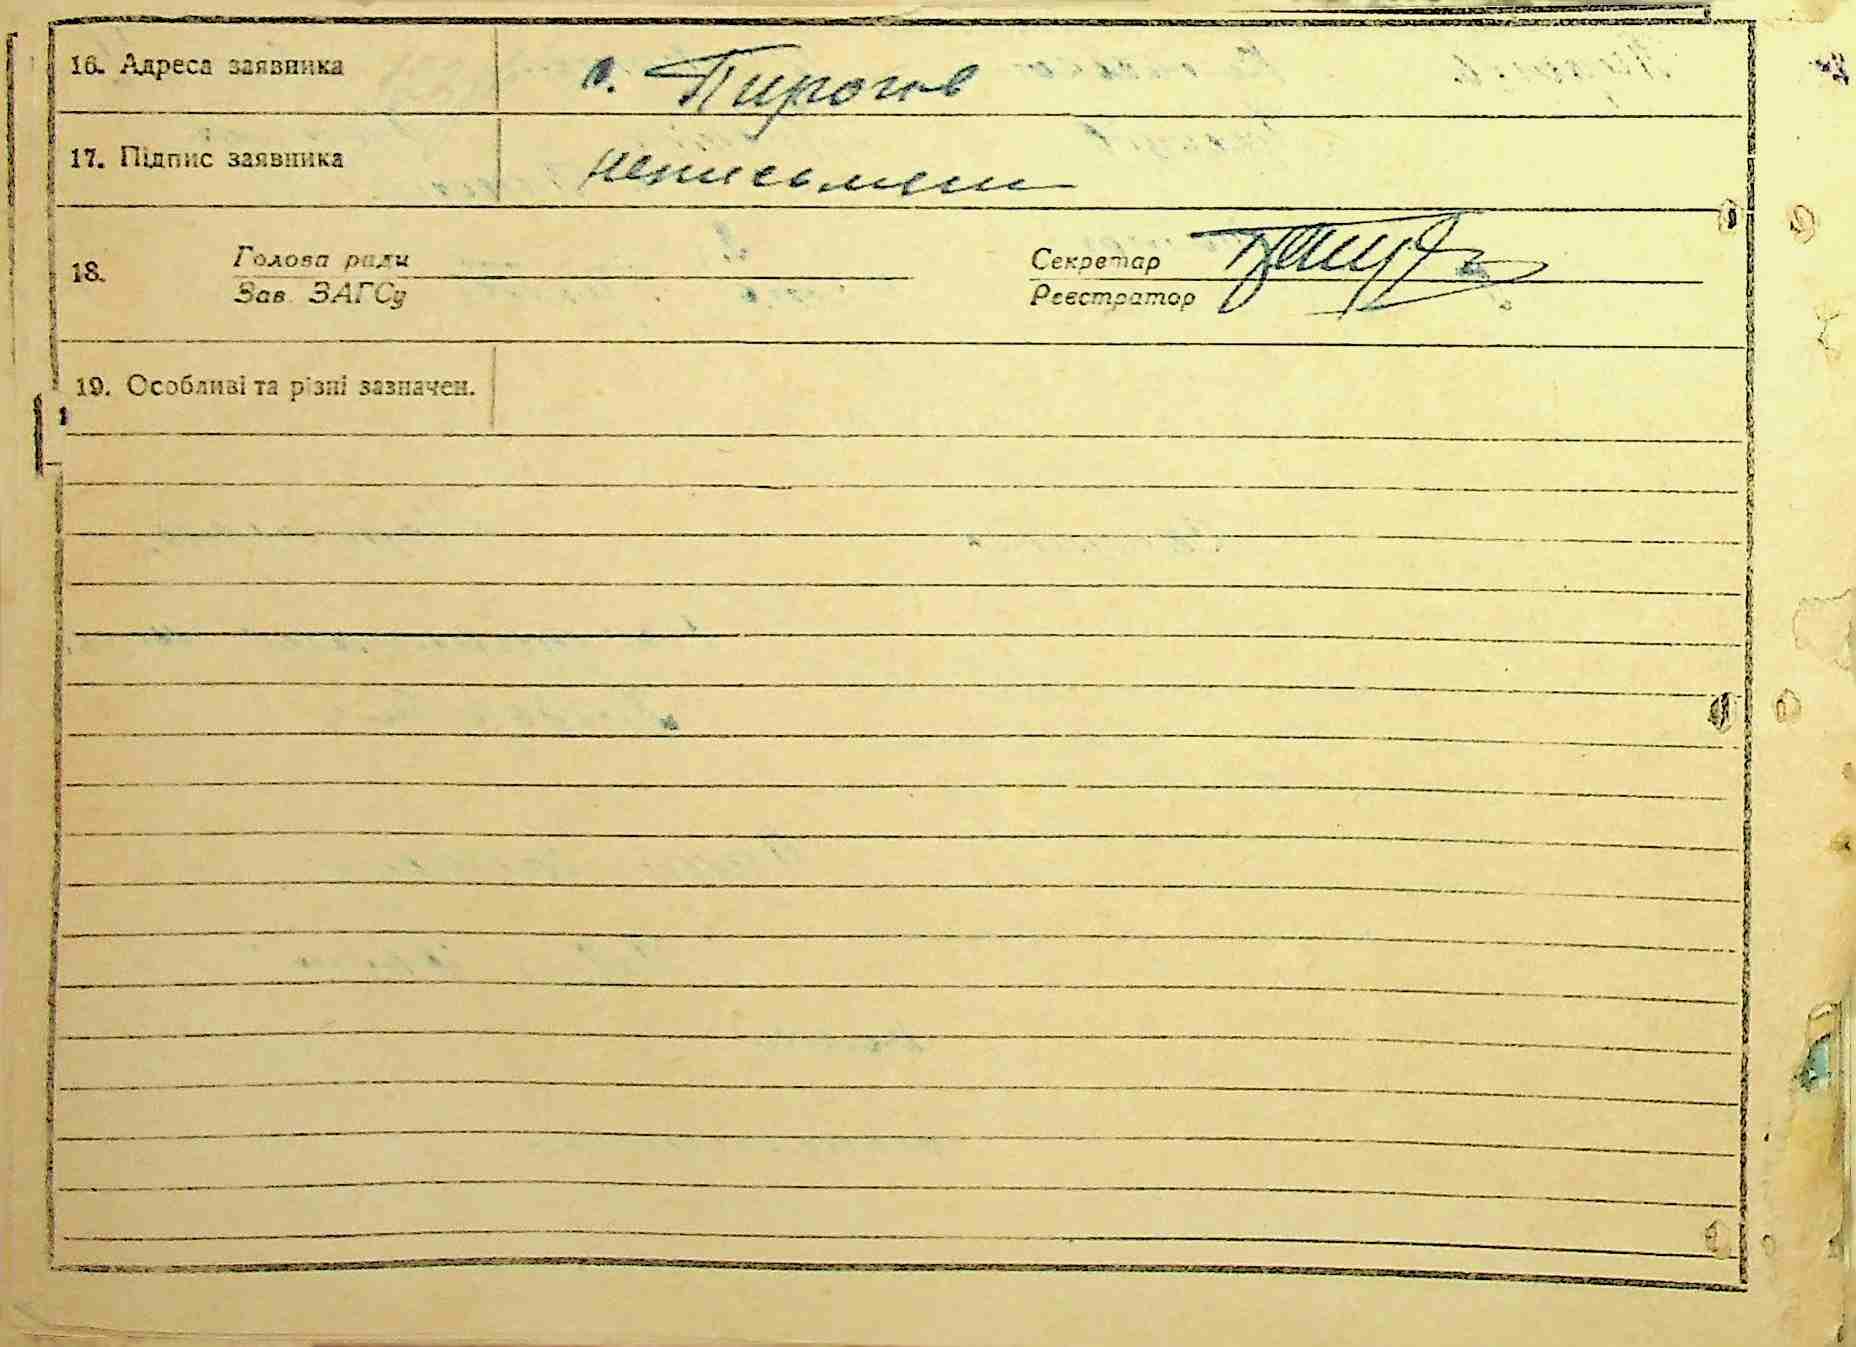 16. Адреса заявника с. Пирогів
17. Підпис заявника неписьмени
18. Голова ради Секретар
Зав. ЗАГСу Реєстратор
19. Особливі та різні зазначен.